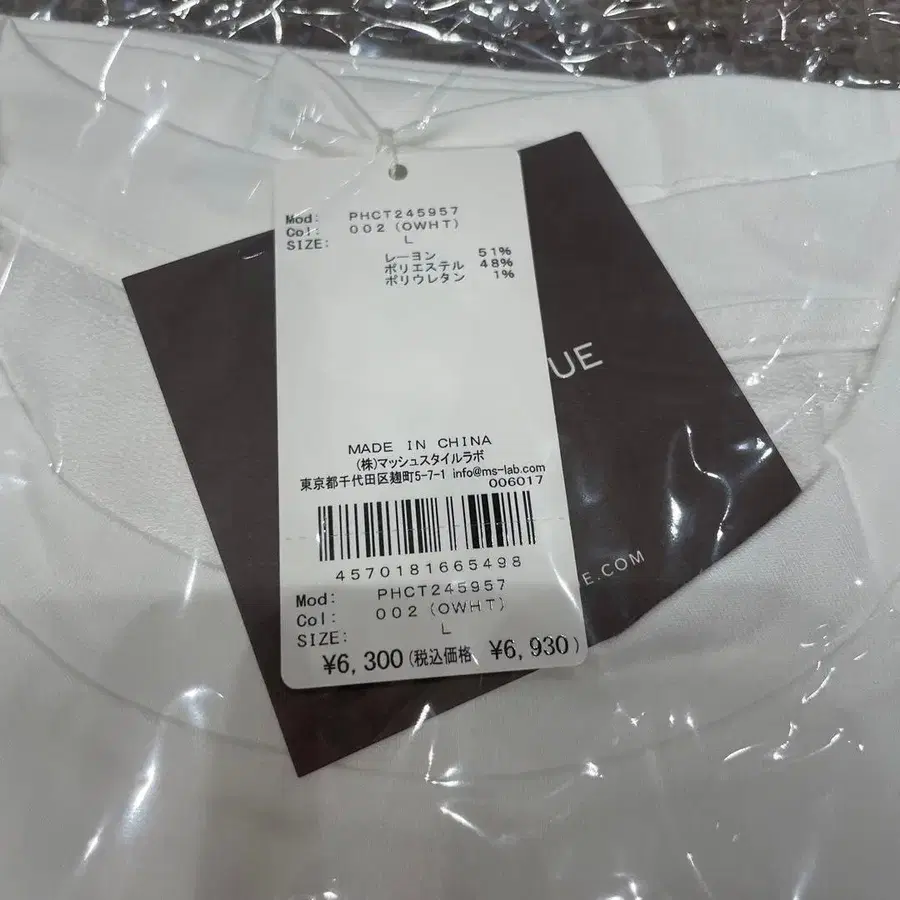 Mod: PHCT245957
Col: 002 (OWHT)
SIZE: L
レーヨン 51%
ポリエステル 48%
ポリウレタン 1%
UE
MADE IN CHINA
(株)マッシュスタイルラボ
東京都千代田区麹町5-7-1 info@ms-lab.com
006017
4570181665498
E.COM
Mod: PHCT245957
Col: 002 (OWHT)
SIZE: L
¥6,300(税込価格 ¥6,930)